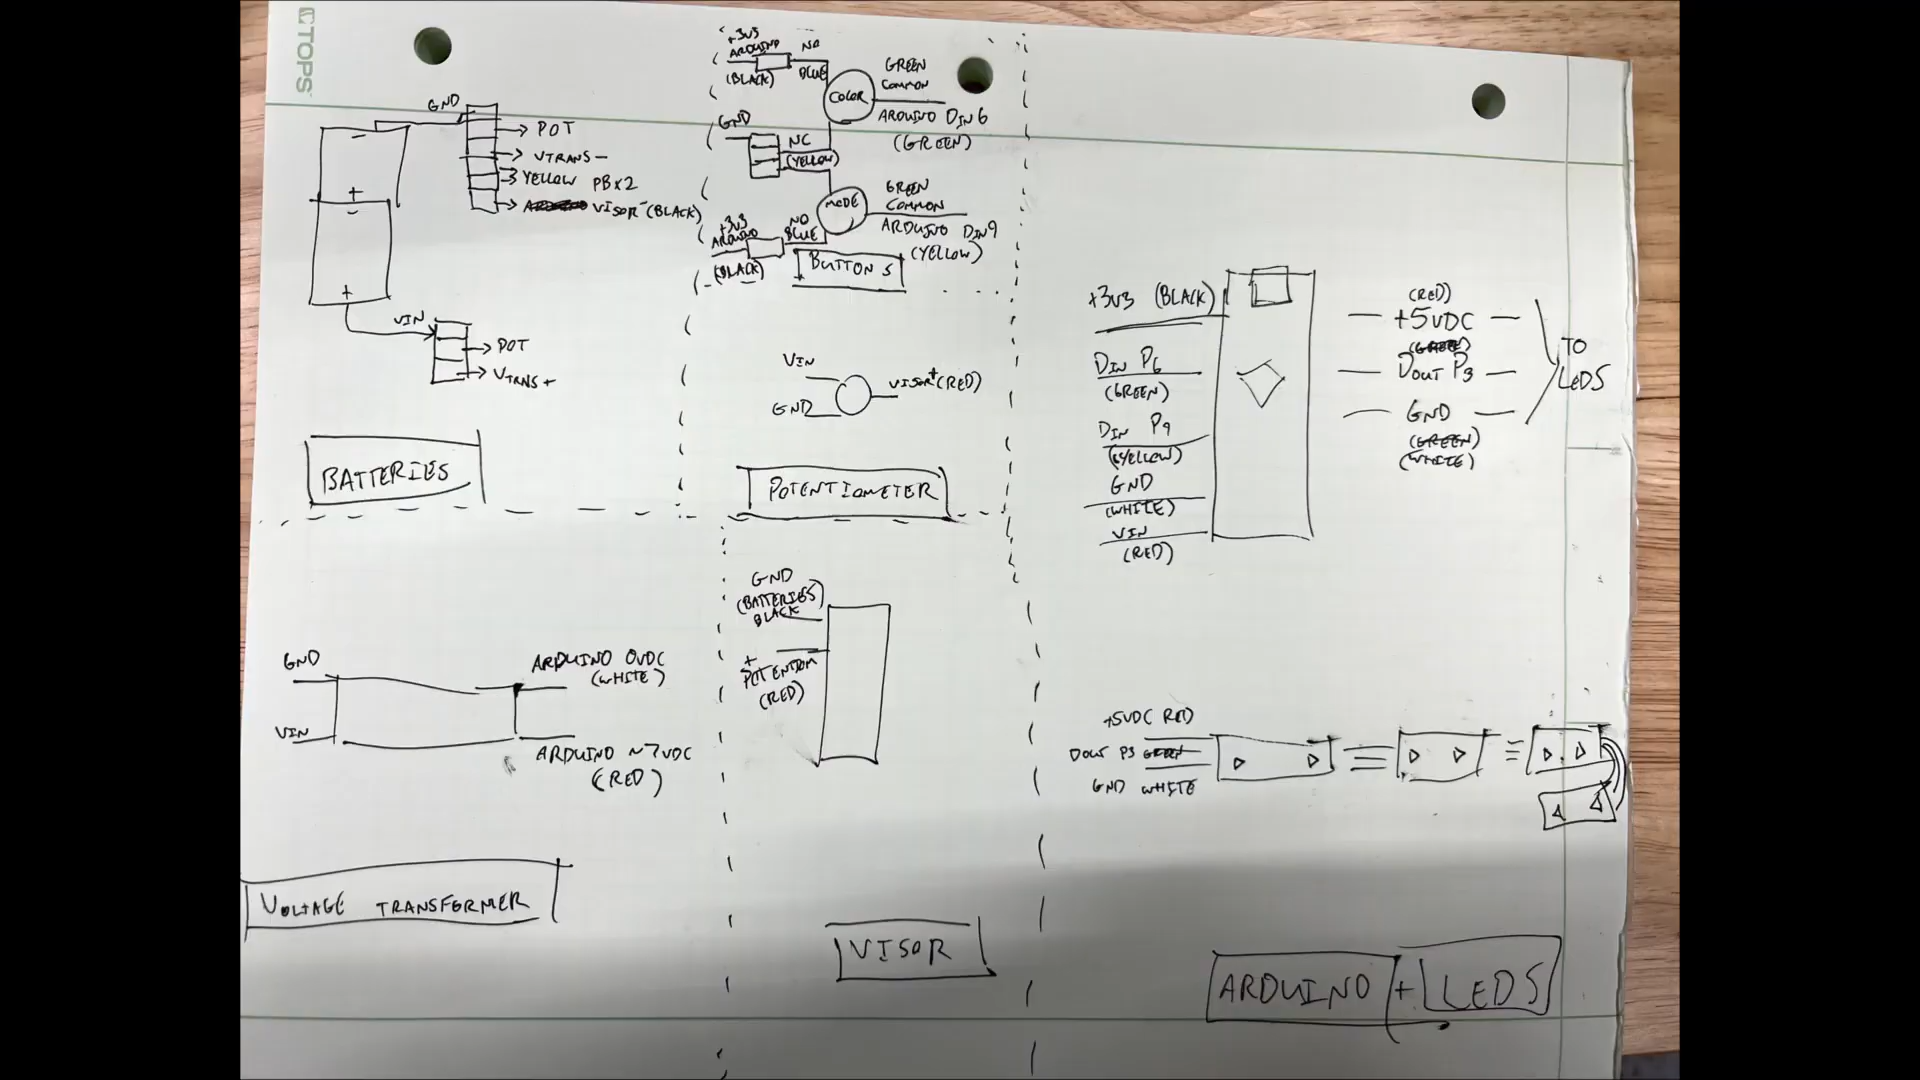 TOPS
GND
POT
VTRANS -
YELLOW PBx2
VISOR - (BLACK)
-
+
-
+
VIN
POT
VTRNS +
BATTERIES
+3V3
ARDUINO
(BLACK)
NO
BLUE
COLOR
GREEN
COMMON
ARDUINO DIN 6
(GREEN)
GND
NC
(YELLOW)
MODE
GREEN
COMMON
ARDUINO DIN 9
(YELLOW)
+3V3
ARDUINO
(BLACK)
NO
BLUE
BUTTONS
VIN
GND
VISOR + (RED)
POTENTIOMETER
GND
VIN
ARDUINO 0VDC
(WHITE)
ARDUINO ~7VDC
(RED)
VOLTAGE TRANSFORMER
GND
(BATTERIES)
BLACK
+
POTENTIOM
(RED)
VISOR
+3V3 (BLACK)
DIN P6
(GREEN)
DIN P9
(YELLOW)
GND
(WHITE)
VIN
(RED)
(RED)
+5VDC
(GREEN)
DOUT P3
GND
(GREEN)
(WHITE)
TO
LEDS
+5VDC RED
DOUT P3 GREEN
GND WHITE
ARDUINO + LEDS